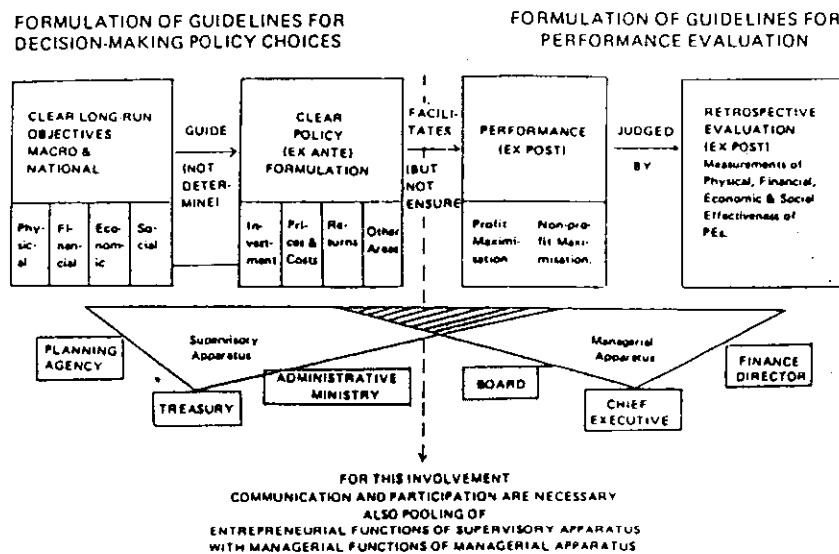 FORMULATION OF GUIDELINES FOR
DECISION-MAKING POLICY CHOICES
FORMULATION OF GUIDELINES FOR
PERFORMANCE EVALUATION
CLEAR LONG-RUN
OBJECTIVES
MACRO &
NATIONAL
Phy-
sic-
al
Fi-
nan-
cial
Eco-
nom-
ic
So-
cial
GUIDE
(NOT
DETER-
MINE)
CLEAR
POLICY
(EX ANTE)
FORMULATION
In-
vest-
ment
Pri-
ces &
Costs
Re-
turns
Other
Areas
FACILI-
TATES
(BUT
NOT
ENSURE
PERFORMANCE
(EX POST)
Profit
Maximi-
sation
Non-pro-
fit Maxi-
misation.
JUDGED
BY
RETROSPECTIVE
EVALUATION
(EX POST)
Measurements of
Physical, Financial,
Economic & Social
Effectiveness of
PEs.
Supervisory
Apparatus
Managerial
Apparatus
PLANNING
AGENCY
TREASURY
ADMINISTRATIVE
MINISTRY
BOARD
CHIEF
EXECUTIVE
FINANCE
DIRECTOR
FOR THIS INVOLVEMENT
COMMUNICATION AND PARTICIPATION ARE NECESSARY
ALSO POOLING OF
ENTREPRENEURIAL FUNCTIONS OF SUPERVISORY APPARATUS
WITH MANAGERIAL FUNCTIONS OF MANAGERIAL APPARATUS